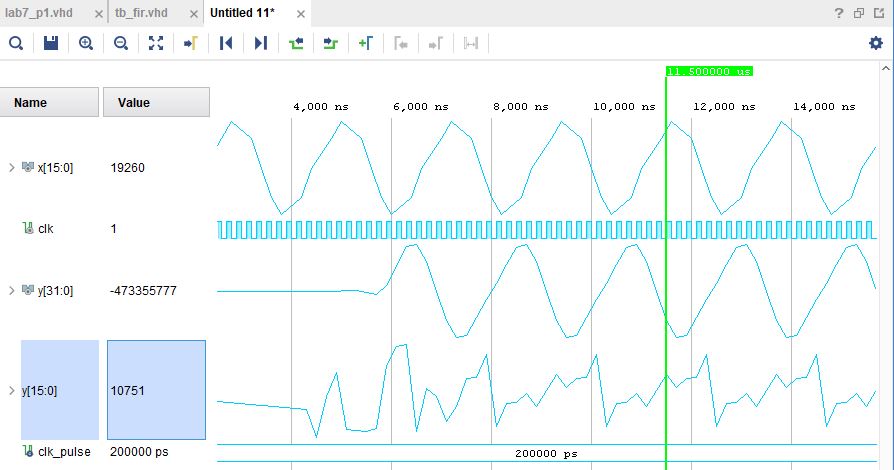 lab7_p1.vhd × tb_fir.vhd × Untitled 11* ×
? 
11.500000 us
Name Value 4,000 ns 6,000 ns 8,000 ns 10,000 ns 12,000 ns 14,000 ns
x[15:0] 19260
clk 1
y[31:0] -473355777
y[15:0] 10751
clk_pulse 200000 ps 200000 ps